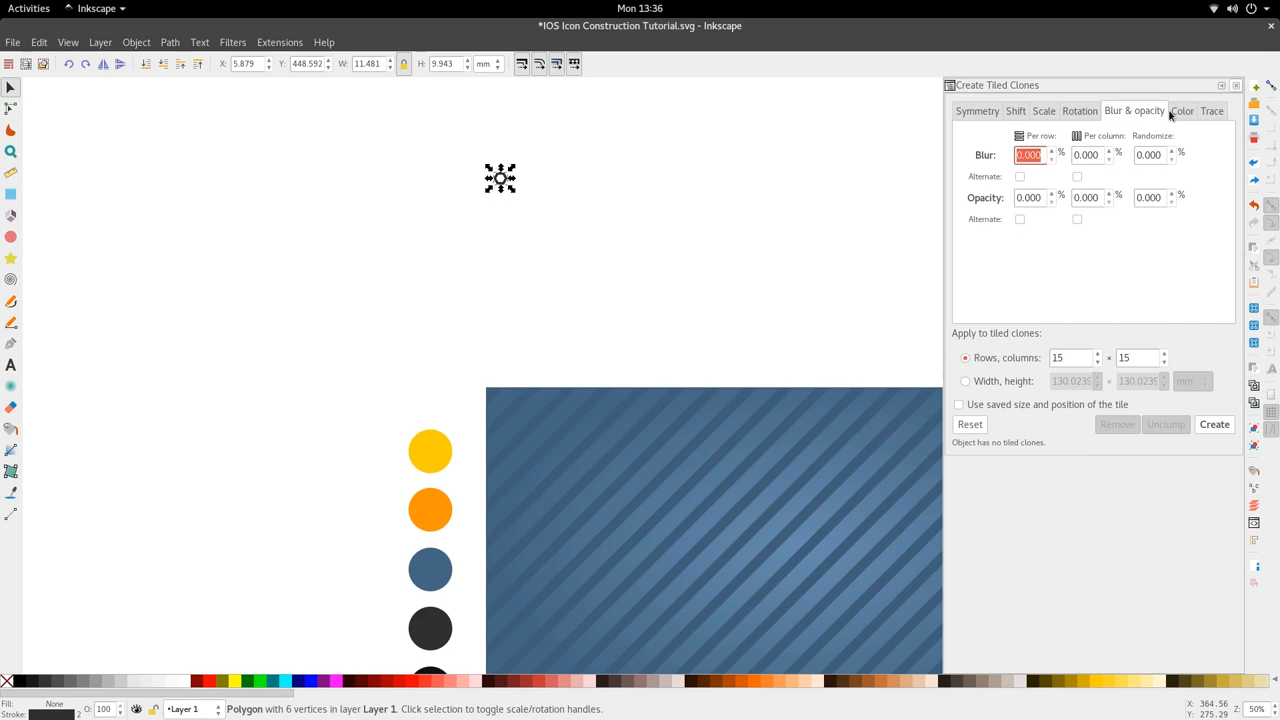 Activities Inkscape Mon 13:36
*IOS Icon Construction Tutorial.svg - Inkscape
File Edit View Layer Object Path Text Filters Extensions Help
X: 5.879 Y: 448.592 W: 11.481 H: 9.943 mm
Create Tiled Clones
Symmetry Shift Scale Rotation Blur & opacity Color Trace
Per row: Per column: Randomize:
Blur: 0.000 % 0.000 % 0.000 %
Alternate:
Opacity: 0.000 % 0.000 % 0.000 %
Alternate:
Apply to tiled clones:
Rows, columns: 15 × 15
Width, height: 130.0239 × 130.0239 mm
Use saved size and position of the tile
Reset Remove Unclump Create
Object has no tiled clones.
Fill: None
Stroke: 2 O: 100 •Layer 1 Polygon with 6 vertices in layer Layer 1. Click selection to toggle scale/rotation handles.
X: 364.56
Y: 275.29 Z: 50%